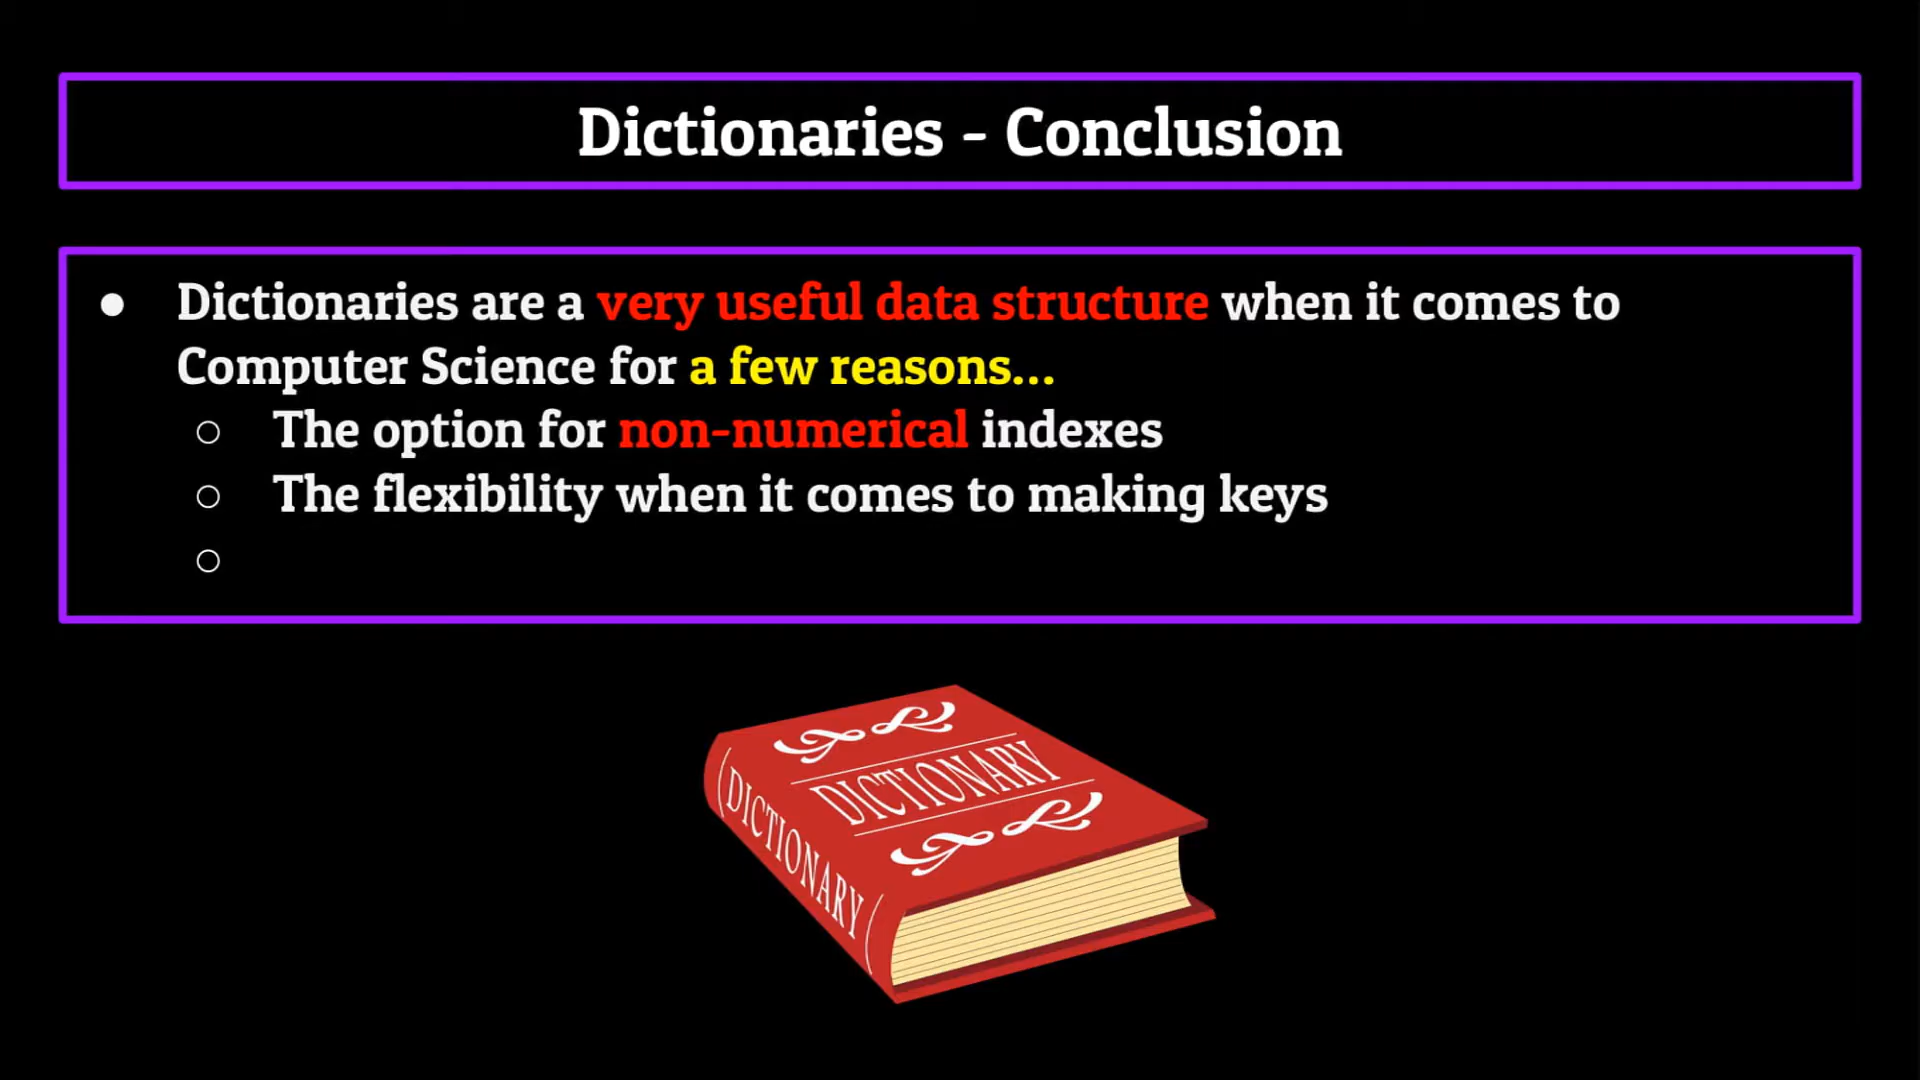 Dictionaries - Conclusion
● Dictionaries are a very useful data structure when it comes to
Computer Science for a few reasons...
○ The option for non-numerical indexes
○ The flexibility when it comes to making keys
○
DICTIONARY
DICTIONARY